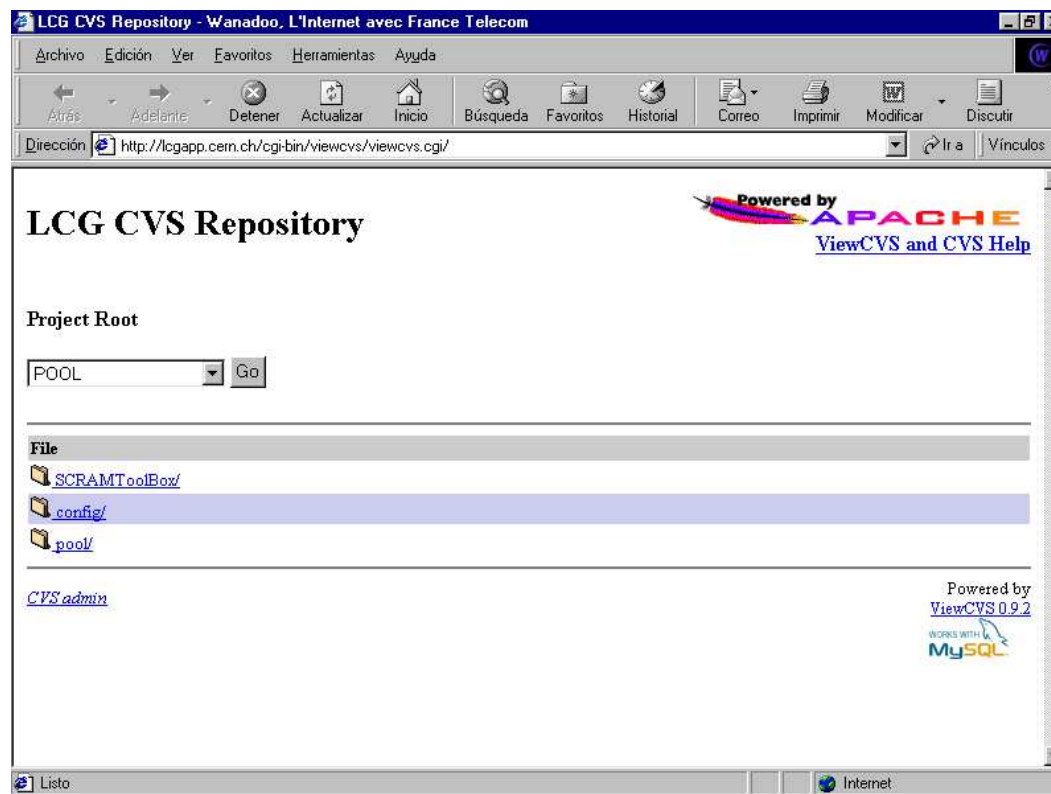 LCG CVS Repository - Wanadoo, L'Internet avec France Telecom
Archivo Edición Ver Favoritos Herramientas Ayuda
Atrás Adelante Detener Actualizar Inicio Búsqueda Favoritos Historial Correo Imprimir Modificar Discutir
Dirección http://lcgapp.cern.ch/cgi-bin/viewcvs/viewcvs.cgi/ Ir a Vínculos
LCG CVS Repository
Powered by
APACHE
ViewCVS and CVS Help
Project Root
POOL Go
File
SCRAMToolBox/
config/
pool/
CVS admin
Powered by
ViewCVS 0.9.2
WORKS WITH
MySQL
Listo Internet